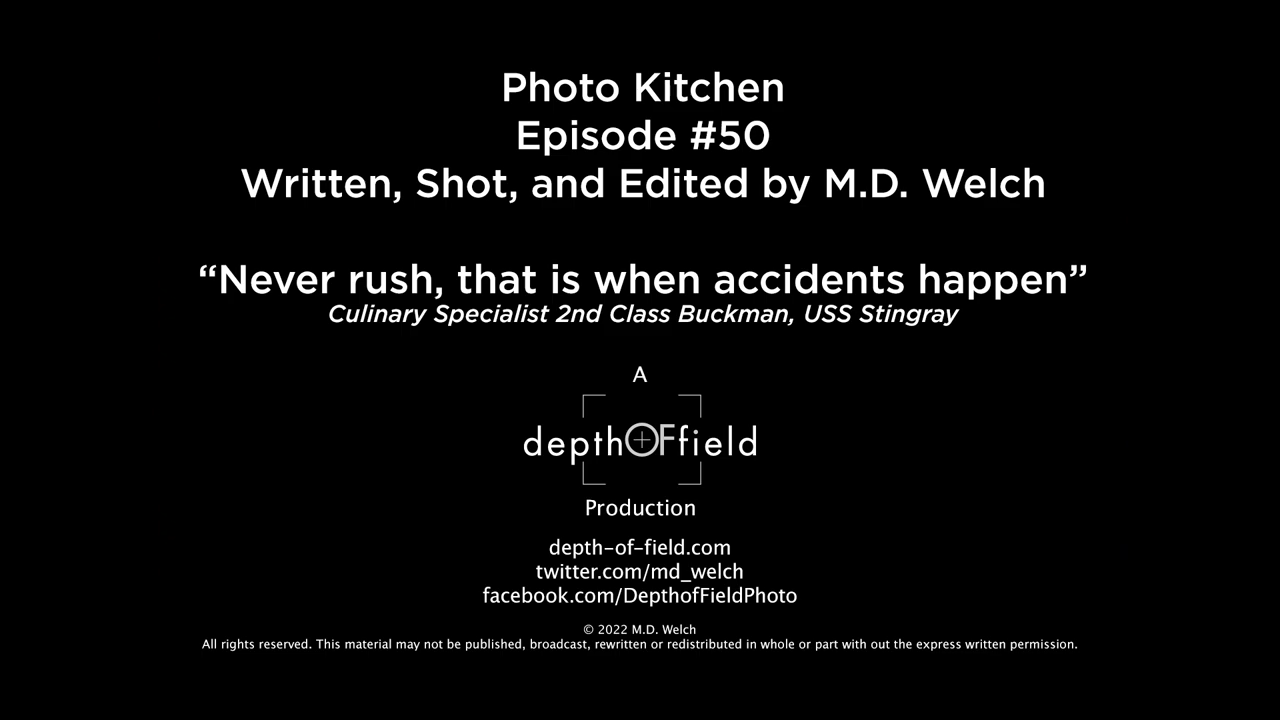 Photo Kitchen
Episode #50
Written, Shot, and Edited by M.D. Welch
“Never rush, that is when accidents happen”
Culinary Specialist 2nd Class Buckman, USS Stingray
A
depthOFfield
Production
depth-of-field.com
twitter.com/md_welch
facebook.com/DepthofFieldPhoto
© 2022 M.D. Welch
All rights reserved. This material may not be published, broadcast, rewritten or redistributed in whole or part with out the express written permission.